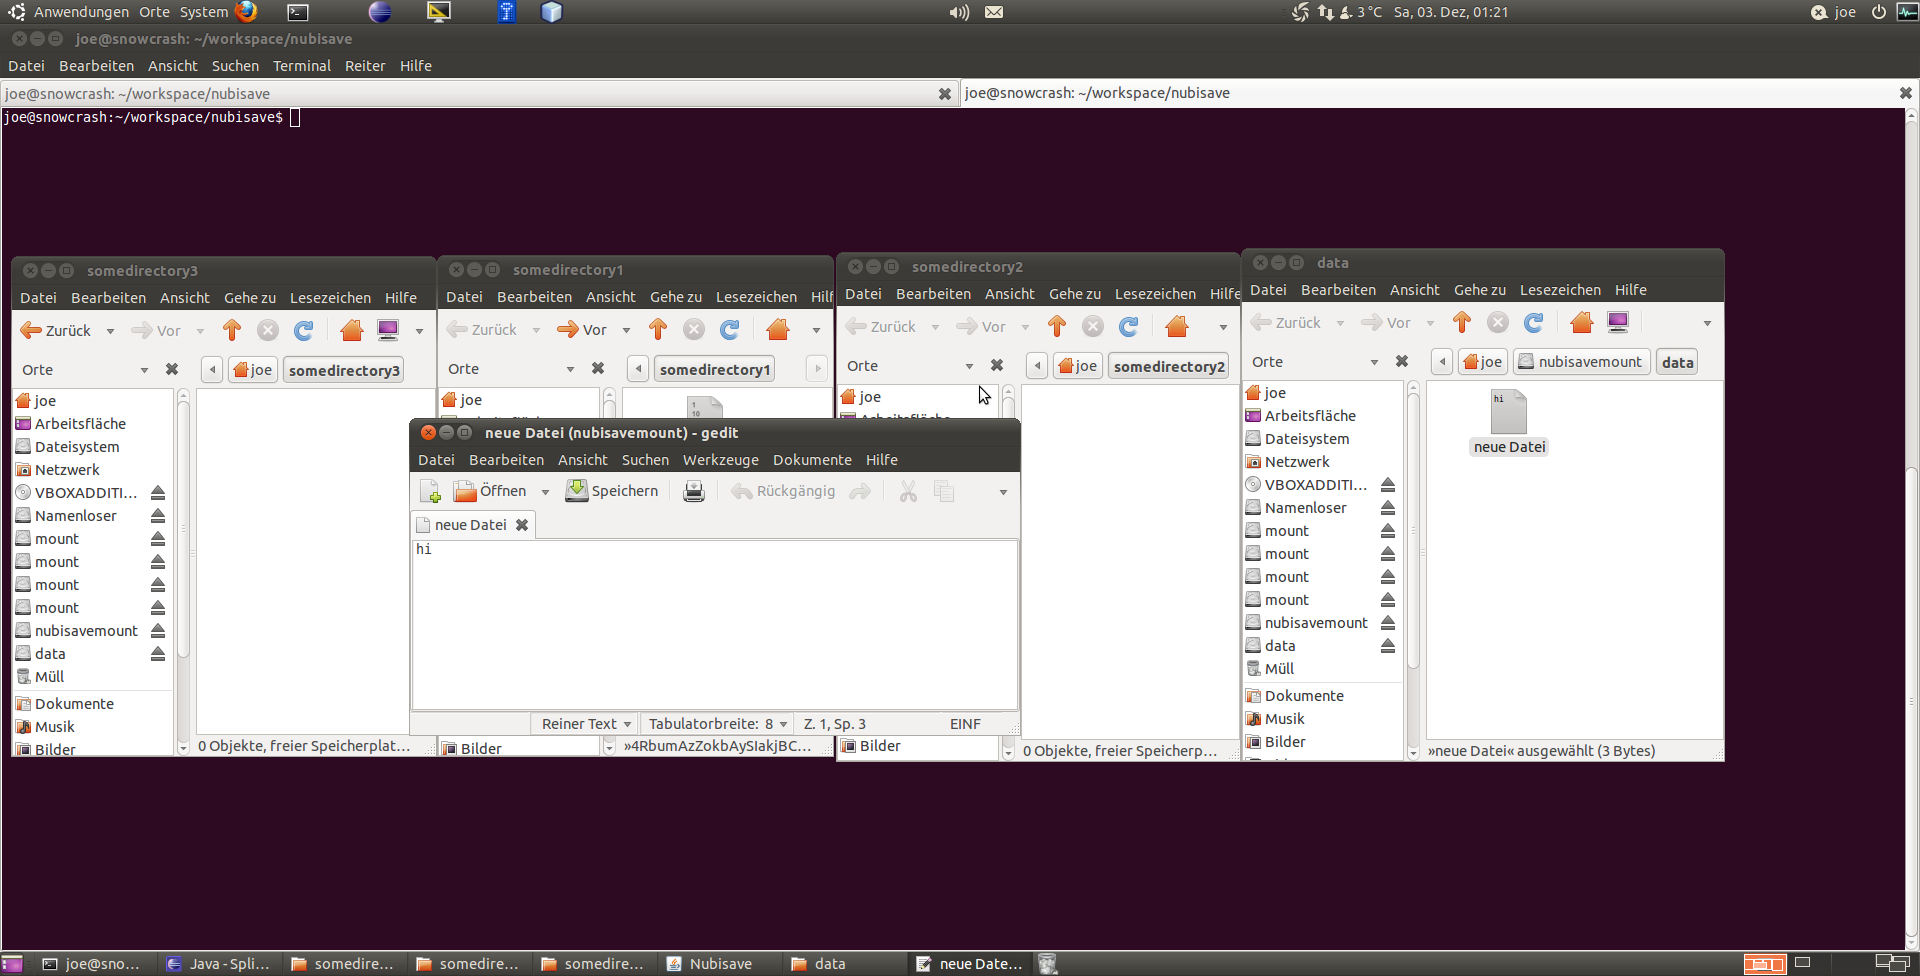 Anwendungen Orte System 3 °C Sa, 03. Dez, 01:21 joe
joe@snowcrash: ~/workspace/nubisave
Datei Bearbeiten Ansicht Suchen Terminal Reiter Hilfe
joe@snowcrash: ~/workspace/nubisave
joe@snowcrash: ~/workspace/nubisave
joe@snowcrash:~/workspace/nubisave$
somedirectory3
Datei Bearbeiten Ansicht Gehe zu Lesezeichen Hilfe
Zurück Vor
Orte joe somedirectory3
joe
Arbeitsfläche
Dateisystem
Netzwerk
VBOXADDITI...
Namenloser
mount
mount
mount
mount
nubisavemount
data
Müll
Dokumente
Musik
Bilder
0 Objekte, freier Speicherplat...
somedirectory1
Datei Bearbeiten Ansicht Gehe zu Lesezeichen Hilf
Zurück Vor
Orte somedirectory1
joe
1
10
Bilder
»4RbumAzZokbAySIakjBC...
somedirectory2
Datei Bearbeiten Ansicht Gehe zu Lesezeichen Hilfe
Zurück Vor
Orte joe somedirectory2
joe
Arbeitsfläche
Bilder
0 Objekte, freier Speicherp...
data
Datei Bearbeiten Ansicht Gehe zu Lesezeichen Hilfe
Zurück Vor
Orte joe nubisavemount data
joe
Arbeitsfläche
Dateisystem
Netzwerk
VBOXADDITI...
Namenloser
mount
mount
mount
mount
nubisavemount
data
Müll
Dokumente
Musik
Bilder
hi
neue Datei
»neue Datei« ausgewählt (3 Bytes)
neue Datei (nubisavemount) - gedit
Datei Bearbeiten Ansicht Suchen Werkzeuge Dokumente Hilfe
Öffnen Speichern Rückgängig
neue Datei
hi
Reiner Text Tabulatorbreite: 8 Z. 1, Sp. 3 EINF
joe@sno... Java - Spli... somedire... somedire... somedire... Nubisave data neue Date...